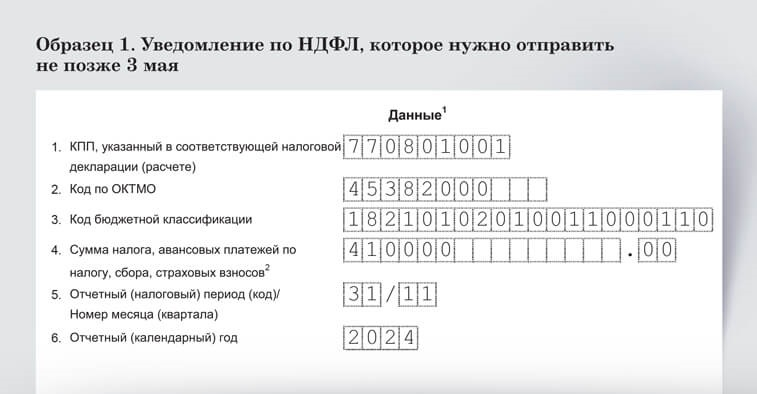 Образец 1. Уведомление по НДФЛ, которое нужно отправить
не позже 3 мая
Данные1
1. КПП, указанный в соответствующей налоговой 770801001
декларации (расчете)
2. Код по ОКТМО 45382000
3. Код бюджетной классификации 18210102010011000110
4. Сумма налога, авансовых платежей по 410000.00
налогу, сбора, страховых взносов2
5. Отчетный (налоговый) период (код)/ 31/11
Номер месяца (квартала)
6. Отчетный (календарный) год 2024